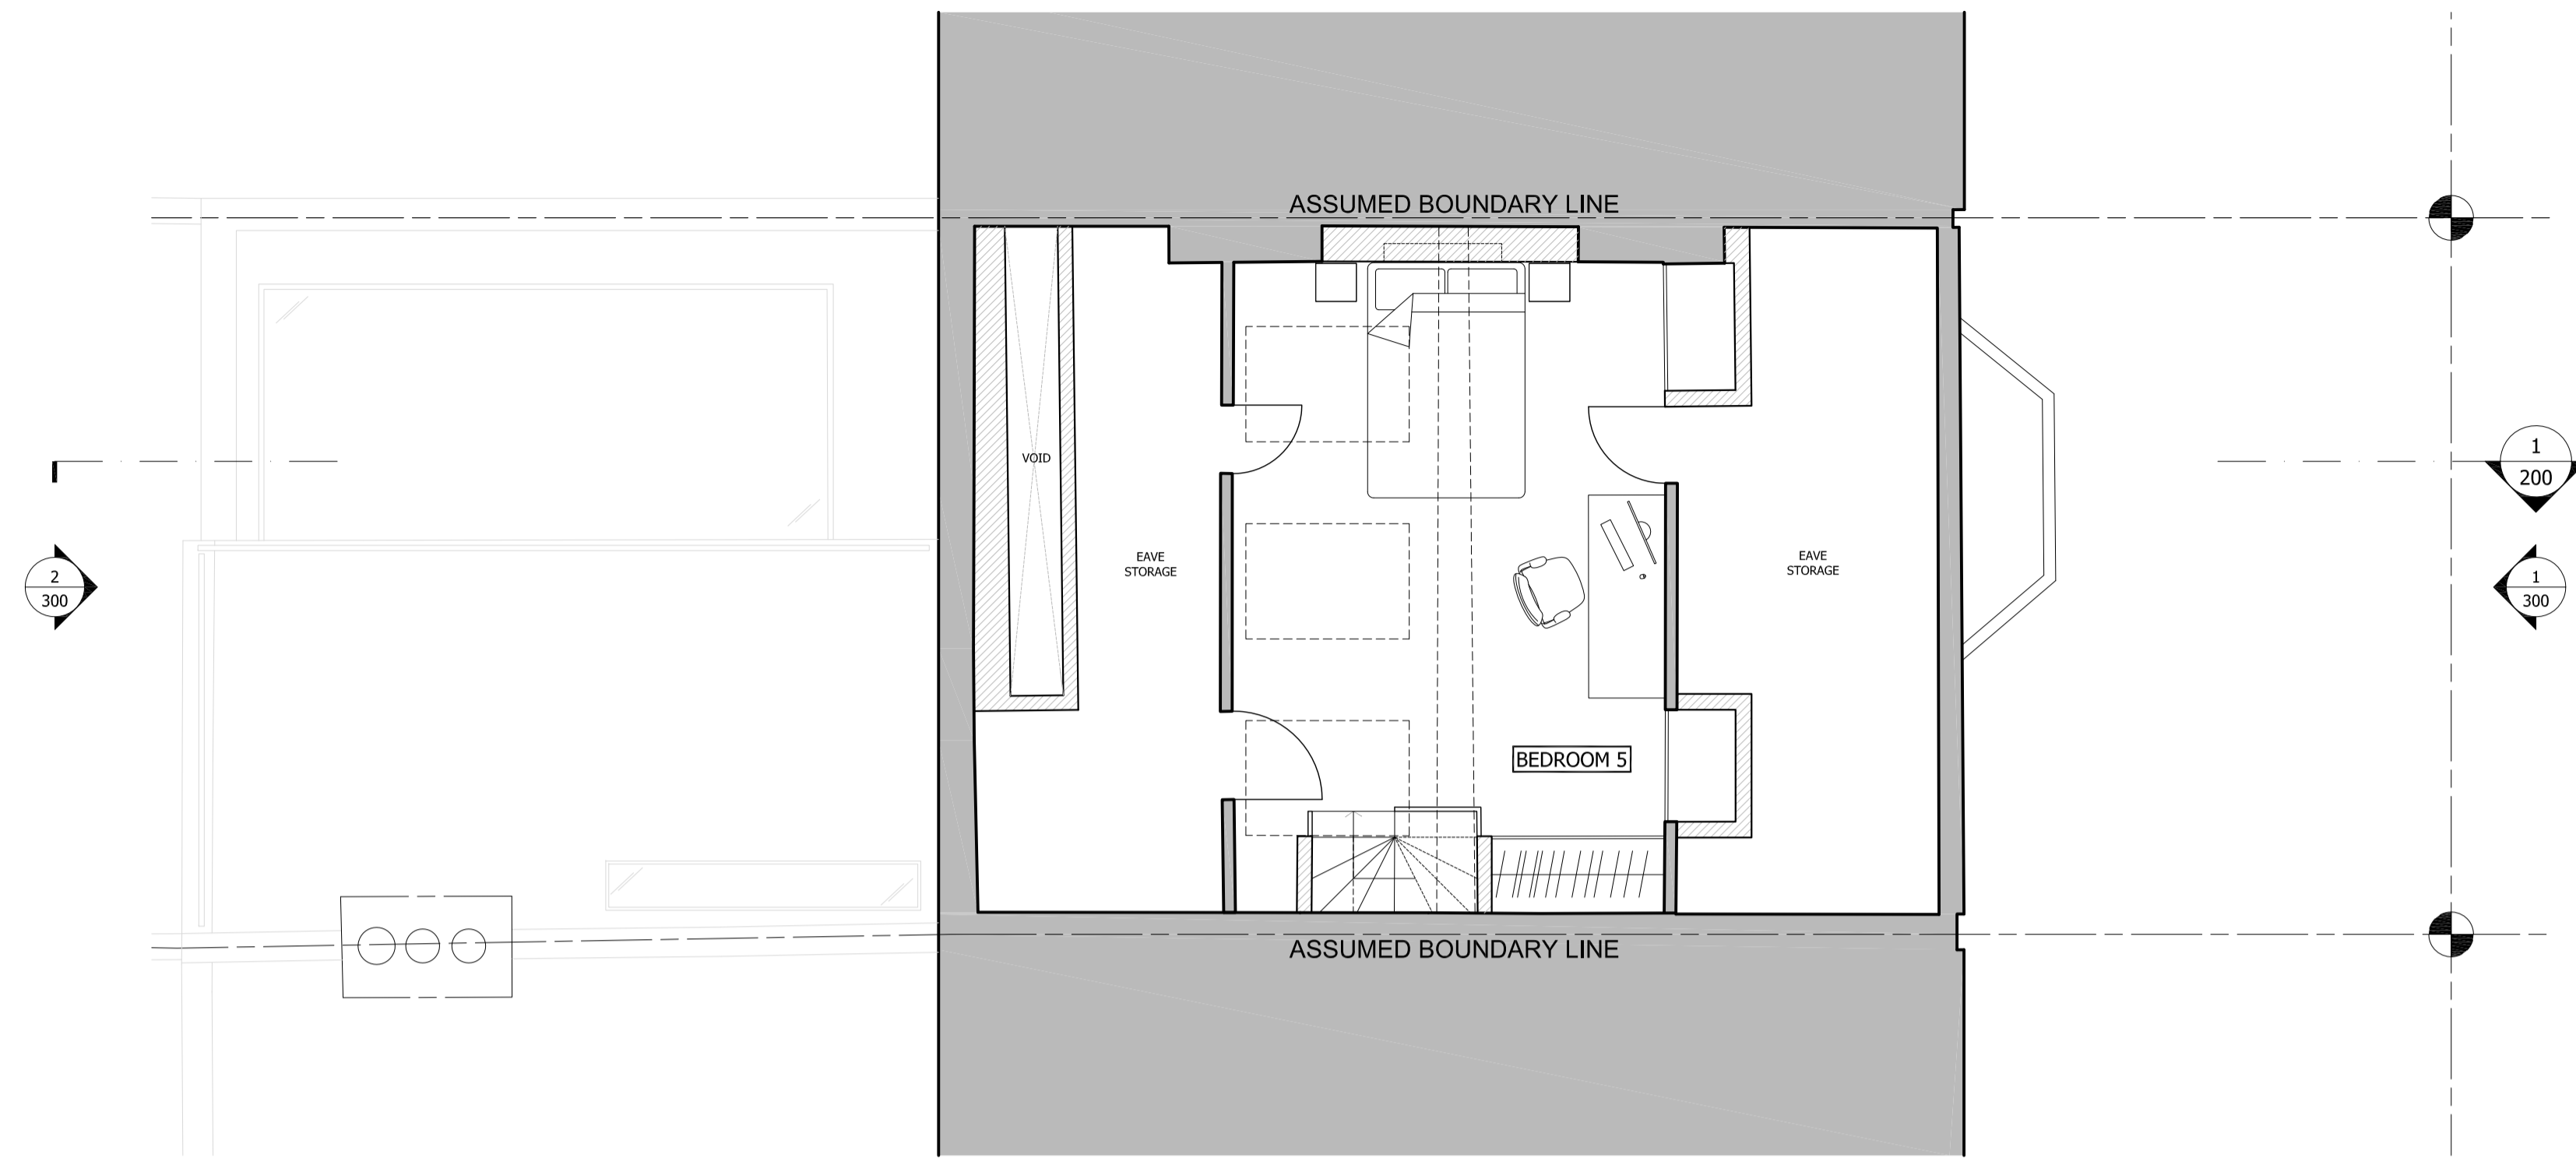 ASSUMED BOUNDARY LINE
VOID
EAVE
STORAGE
EAVE
STORAGE
1
200
2
300
1
300
BEDROOM 5
ASSUMED BOUNDARY LINE